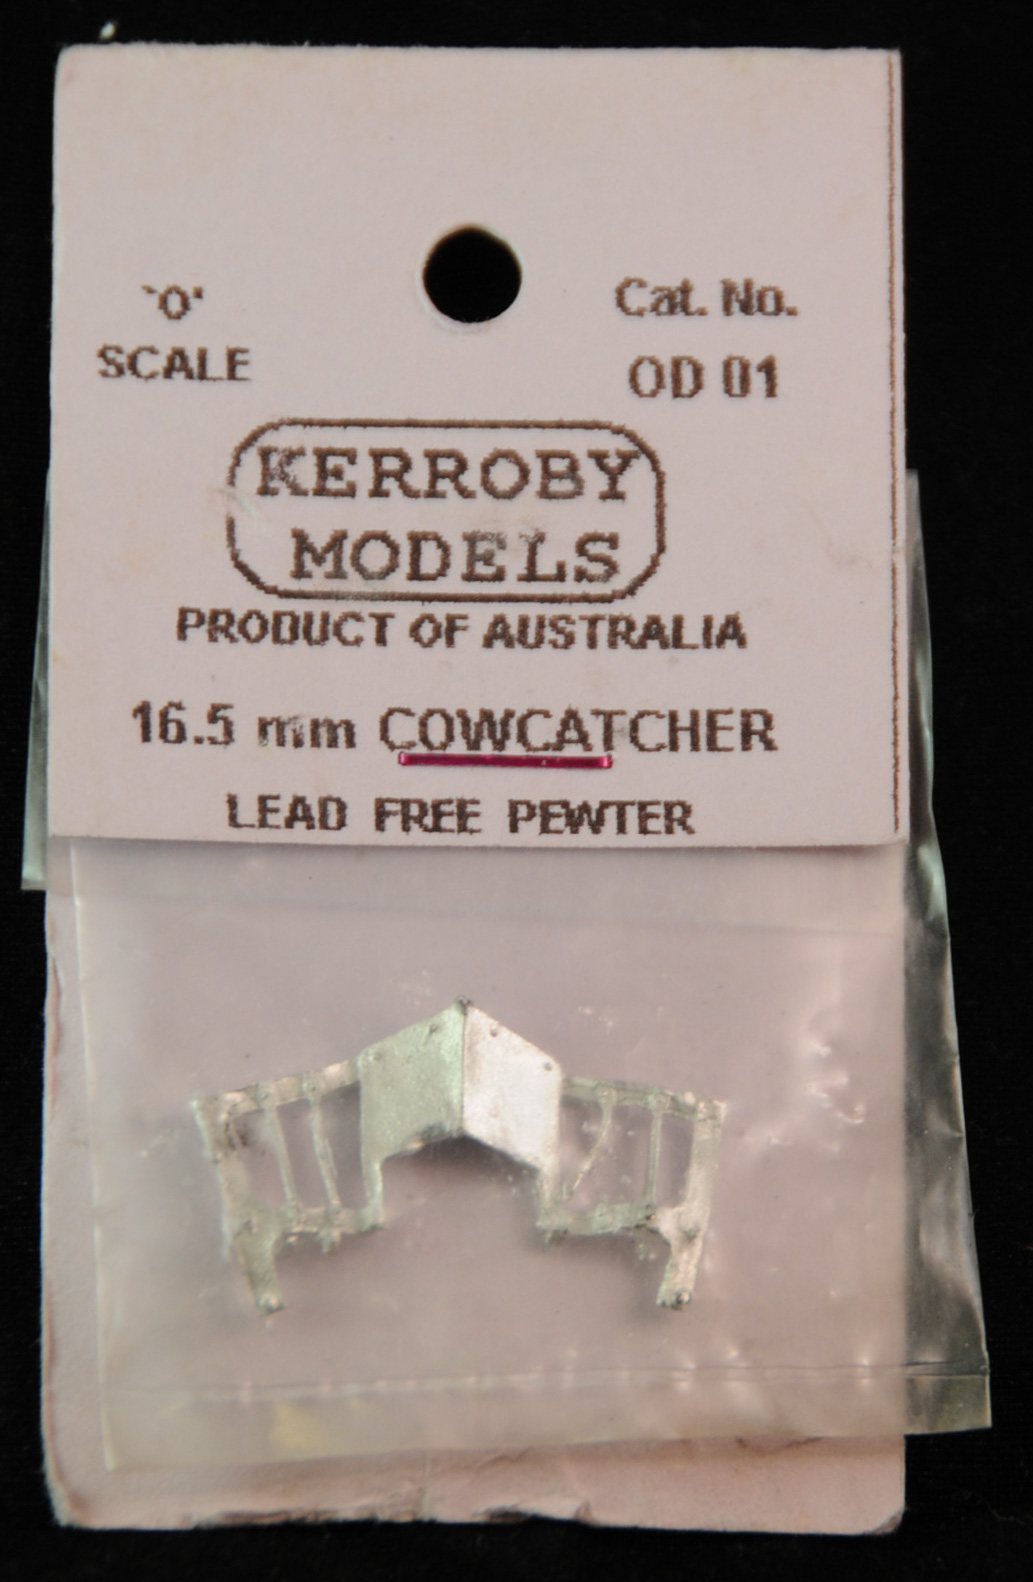 `O'
SCALE
Cat. No.
OD 01
KERROBY
MODELS
PRODUCT OF AUSTRALIA
16.5 mm COWCATCHER
LEAD FREE PEWTER